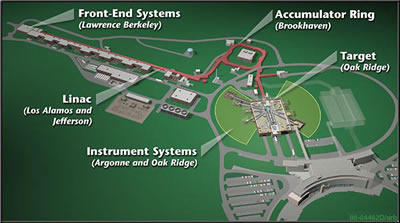 Front-End Systems
(Lawrence Berkeley)
Accumulator Ring
(Brookhaven)
Target
(Oak Ridge)
Linac
(Los Alamos and
Jefferson)
Instrument Systems
(Argonne and Oak Ridge)